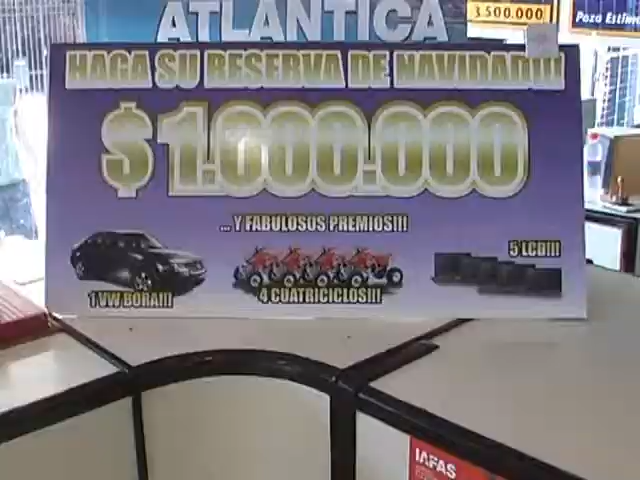 ATLANTICA
3.500.000
Pozo Estim
HAGA SU RESERVA DE NAVIDAD!!!
$1.000.000
... Y FABULOSOS PREMIOS!!!
5 LCD!!!
1 VW BORA!!!
4 CUATRICICLOS!!!
IAFAS